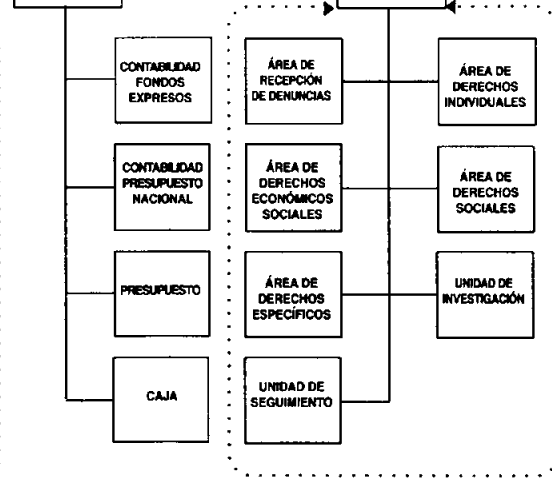 CONTABILIDAD
FONDOS
EXPRESOS
CONTABILIDAD
PRESUPUESTO
NACIONAL
PRESUPUESTO
CAJA
ÁREA DE
RECEPCIÓN
DE DENUNCIAS
ÁREA DE
DERECHOS
INDIVIDUALES
ÁREA DE
DERECHOS
ECONÓMICOS
SOCIALES
ÁREA DE
DERECHOS
SOCIALES
ÁREA DE
DERECHOS
ESPECÍFICOS
UNIDAD DE
INVESTIGACIÓN
UNIDAD DE
SEGUIMIENTO